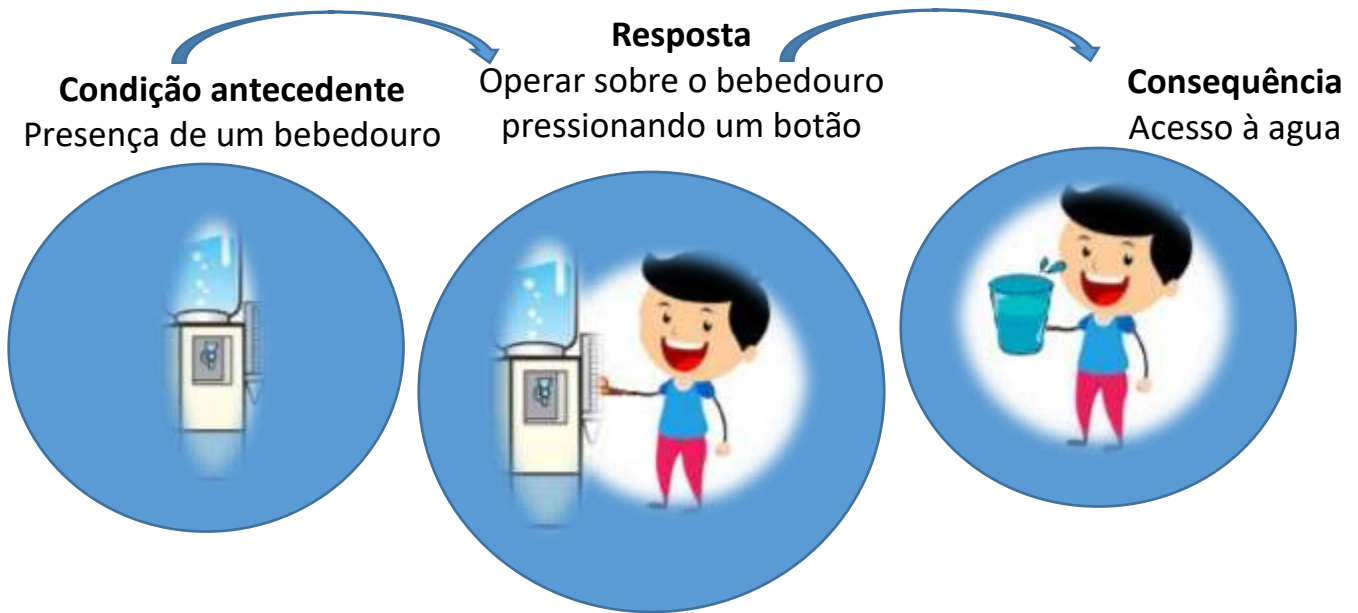 Condição antecedente
Presença de um bebedouro
Resposta
Operar sobre o bebedouro
pressionando um botão
Consequência
Acesso à agua